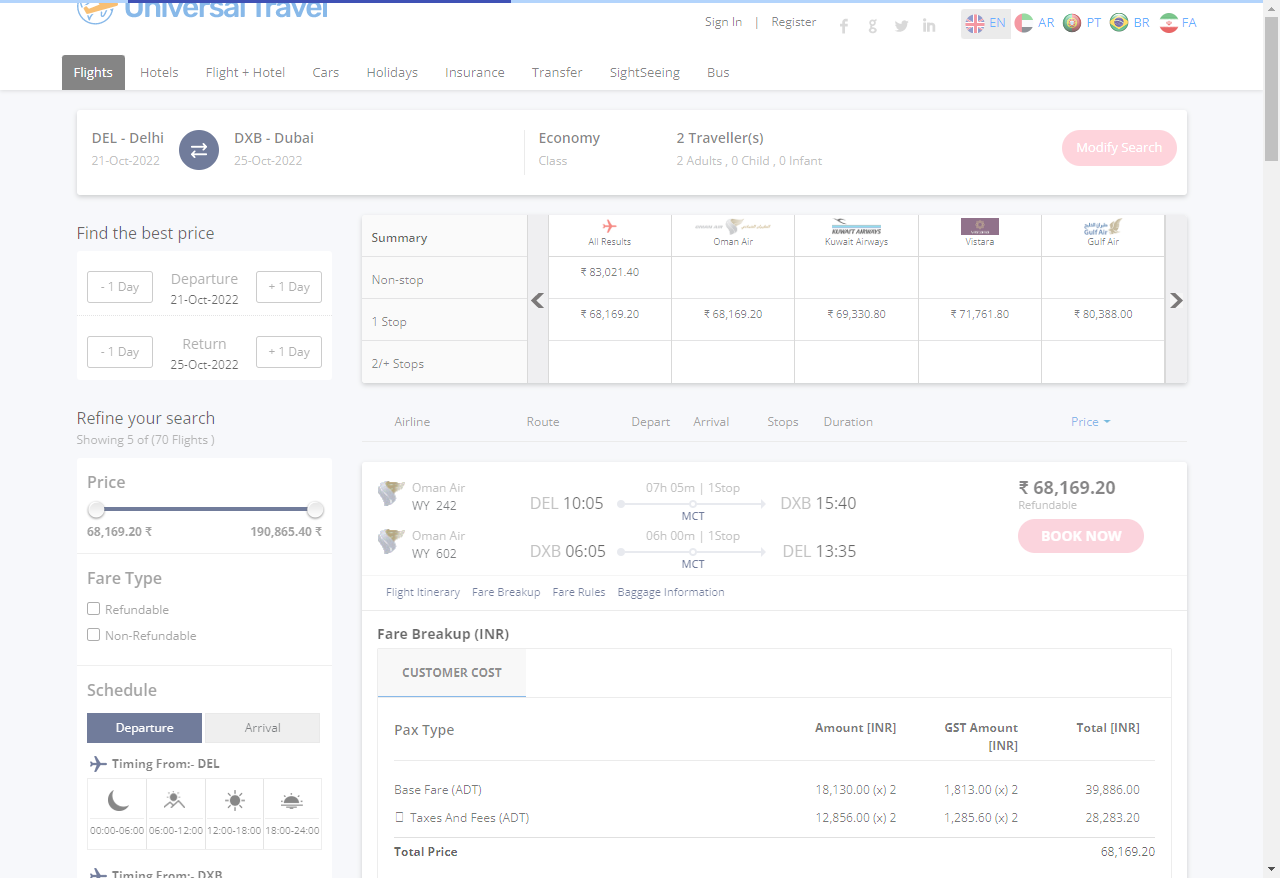 Universal Travel
Sign In | Register
EN AR PT BR FA
Flights Hotels Flight + Hotel Cars Holidays Insurance Transfer SightSeeing Bus
DEL - Delhi DXB - Dubai Economy 2 Traveller(s)
21-Oct-2022 25-Oct-2022 Class 2 Adults , 0 Child , 0 Infant
Modify Search
Find the best price
- 1 Day Departure + 1 Day
21-Oct-2022
- 1 Day Return + 1 Day
25-Oct-2022
Summary All Results Oman Air Kuwait Airways Vistara Gulf Air
Non-stop ₹ 83,021.40
1 Stop ₹ 68,169.20 ₹ 68,169.20 ₹ 69,330.80 ₹ 71,761.80 ₹ 80,388.00
2/+ Stops
Refine your search
Showing 5 of (70 Flights )
Price
68,169.20 ₹ 190,865.40 ₹
Fare Type
Refundable
Non-Refundable
Schedule
Departure Arrival
Timing From:- DEL
00:00-06:00 06:00-12:00 12:00-18:00 18:00-24:00
Timing From:- DXB
Airline Route Depart Arrival Stops Duration Price
Oman Air 07h 05m | 1Stop
WY 242 DEL 10:05 DXB 15:40
MCT
Oman Air 06h 00m | 1Stop
WY 602 DXB 06:05 DEL 13:35
MCT
₹ 68,169.20
Refundable
BOOK NOW
Flight Itinerary Fare Breakup Fare Rules Baggage Information
Fare Breakup (INR)
CUSTOMER COST
Pax Type Amount [INR] GST Amount [INR] Total [INR]
Base Fare (ADT) 18,130.00 (x) 2 1,813.00 (x) 2 39,886.00
Taxes And Fees (ADT) 12,856.00 (x) 2 1,285.60 (x) 2 28,283.20
Total Price 68,169.20